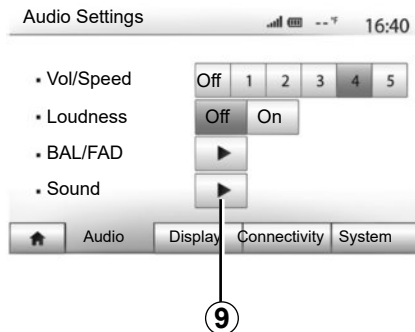 Audio Settings -- °F 16:40
▪ Vol/Speed Off 1 2 3 4 5
▪ Loudness Off On
▪ BAL/FAD
▪ Sound
Audio Display Connectivity System
9